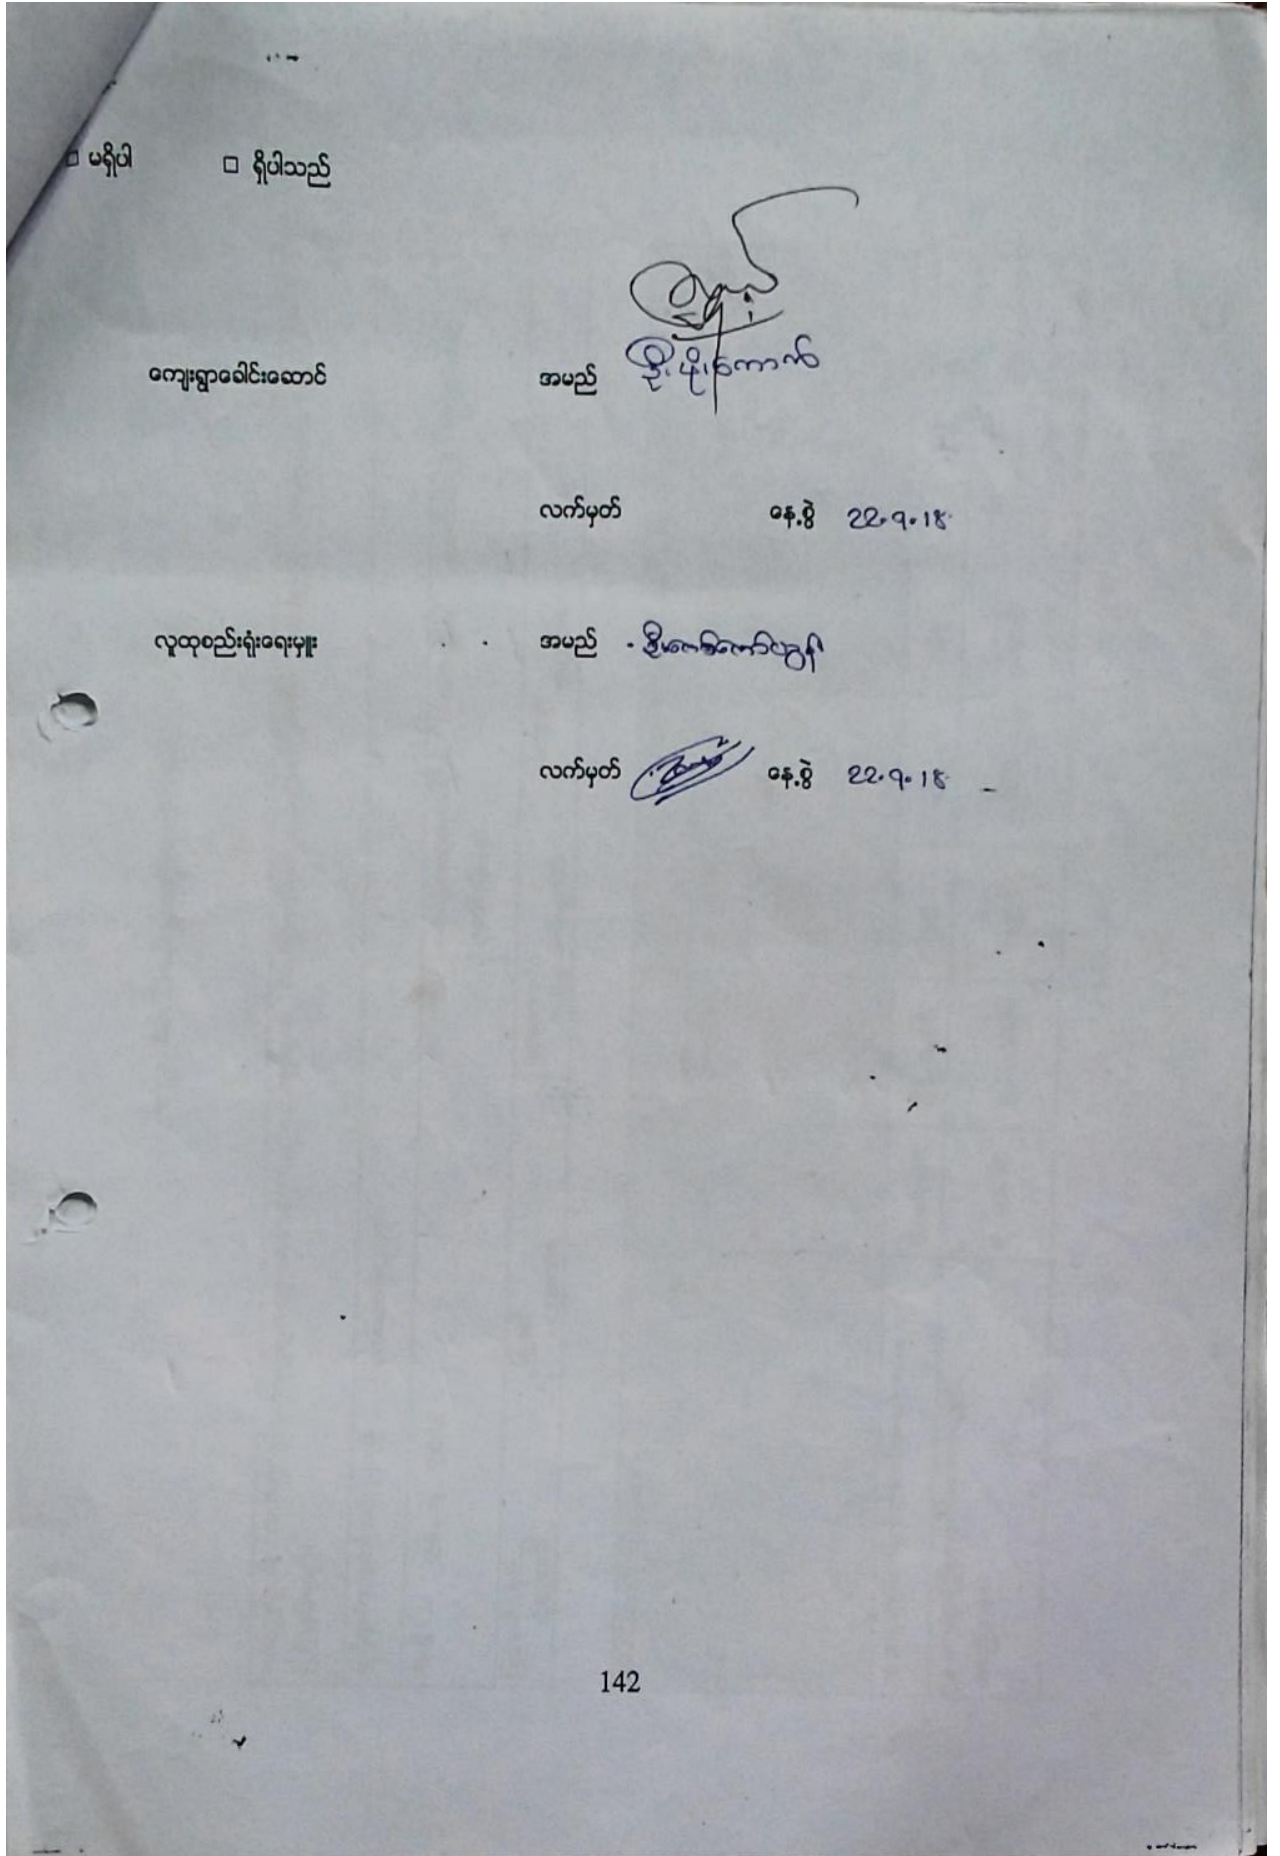 □ မရှိပါ □ ရှိပါသည်
ကျေးရွာခေါင်းဆောင် အမည် ဦးဖိုးကောက်
လက်မှတ် နေ့စွဲ 22.9.18
လူထုစည်းရုံးရေးမှူး အမည်
လက်မှတ် နေ့စွဲ 22.9.18
142